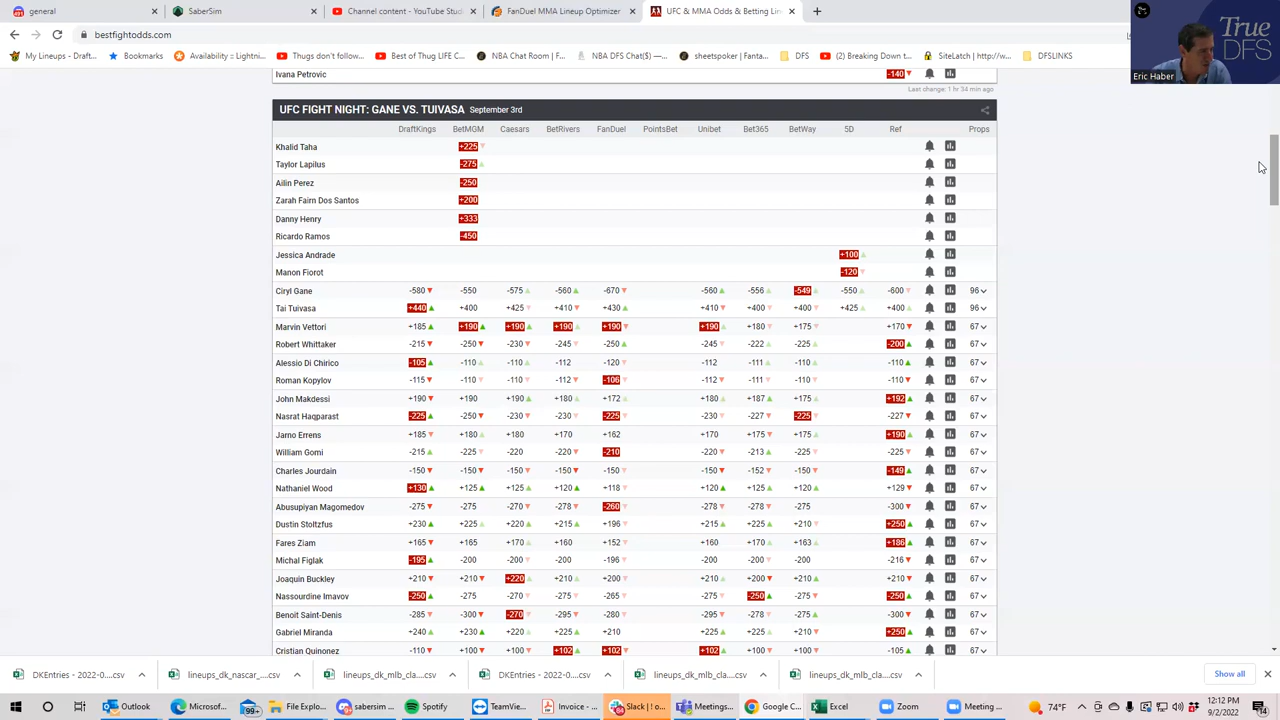 general
SaberSim
Channel content - YouTube Stud
FanDuel MMA Lineup Optimizer
UFC & MMA Odds & Betting Lin
bestfightodds.com
My Lineups - Draft...
Bookmarks
Availability :: Lightni...
Thugs don't follow...
Best of Thug LIFE C...
NBA Chat Room | F...
NBA DFS Chat($) —...
sheetspoker | Fanta...
DFS
(2) Breaking Down t...
SiteLatch | http://w...
DFSLINKS
True DFS
Eric Haber
Ivana Petrovic -140
Last change: 1 hr 34 min ago
UFC FIGHT NIGHT: GANE VS. TUIVASA September 3rd
DraftKings BetMGM Caesars BetRivers FanDuel PointsBet Unibet Bet365 BetWay 5D Ref Props
Khalid Taha +225
Taylor Lapilus -275
Ailin Perez -250
Zarah Fairn Dos Santos +200
Danny Henry +333
Ricardo Ramos -450
Jessica Andrade +100
Manon Fiorot -120
Ciryl Gane -580 -550 -575 -560 -670 -560 -556 -549 -550 -600 96
Tai Tuivasa +440 +400 +425 +410 +430 +410 +400 +400 +425 +400 96
Marvin Vettori +185 +190 +190 +190 +190 +190 +180 +175 +170 67
Robert Whittaker -215 -250 -230 -245 -250 -245 -222 -225 -200 67
Alessio Di Chirico -105 -110 -110 -112 -120 -112 -111 -110 -110 67
Roman Kopylov -115 -110 -110 -112 -106 -112 -111 -110 -110 67
John Makdessi +190 +190 +190 +180 +172 +180 +187 +175 +192 67
Nasrat Haqparast -225 -250 -230 -230 -225 -230 -227 -225 -227 67
Jarno Errens +185 +180 +180 +170 +162 +170 +175 +175 +190 67
William Gomi -215 -225 -220 -220 -210 -220 -213 -225 -225 67
Charles Jourdain -150 -150 -150 -150 -150 -150 -152 -150 -149 67
Nathaniel Wood +130 +125 +125 +120 +118 +120 +125 +120 +129 67
Abusupiyan Magomedov -275 -275 -270 -278 -260 -278 -278 -275 -300 67
Dustin Stoltzfus +230 +225 +220 +215 +196 +215 +225 +210 +250 67
Fares Ziam +165 +165 +170 +160 +152 +160 +170 +163 +186 67
Michal Figlak -195 -200 -200 -200 -196 -200 -200 -200 -216 67
Joaquin Buckley +210 +210 +220 +210 +200 +210 +200 +210 +210 67
Nassourdine Imavov -250 -275 -270 -275 -265 -275 -250 -275 -250 67
Benoit Saint-Denis -285 -300 -270 -295 -280 -295 -278 -275 -300 67
Gabriel Miranda +240 +230 +220 +225 +210 +225 +225 +210 +250 67
Cristian Quinonez -110 +100 +100 +102 +102 +102 +100 +100 -105 67
DKEntries - 2022-0....csv
lineups_dk_nascar_....csv
lineups_dk_mlb_cla....csv
DKEntries 2022-0....csv
lineups_dk_mlb_cla....csv
lineups_dk_mlb_cla....csv
Show all
Outlook
Microsof...
99+
File Explo...
sabersim ...
Spotify
TeamVie...
Invoice - ...
Slack | ! o...
Meetings...
Google C...
Excel
Zoom
Meeting ...
74°F
12:12 PM
9/2/2022
14